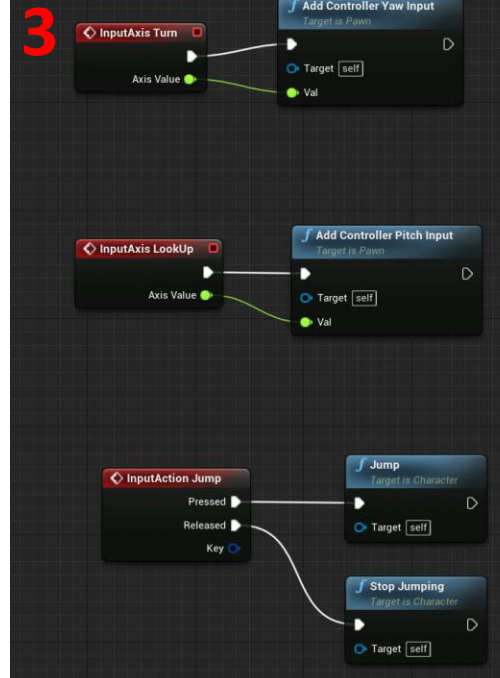 3
Add Controller Yaw Input
Target is Pawn
InputAxis Turn
Target self
Axis Value
Val
InputAxis LookUp
Add Controller Pitch Input
Target is Pawn
Axis Value
Target self
Val
InputAction Jump
Pressed
Released
Key
Jump
Target is Character
Target self
Stop Jumping
Target is Character
Target self